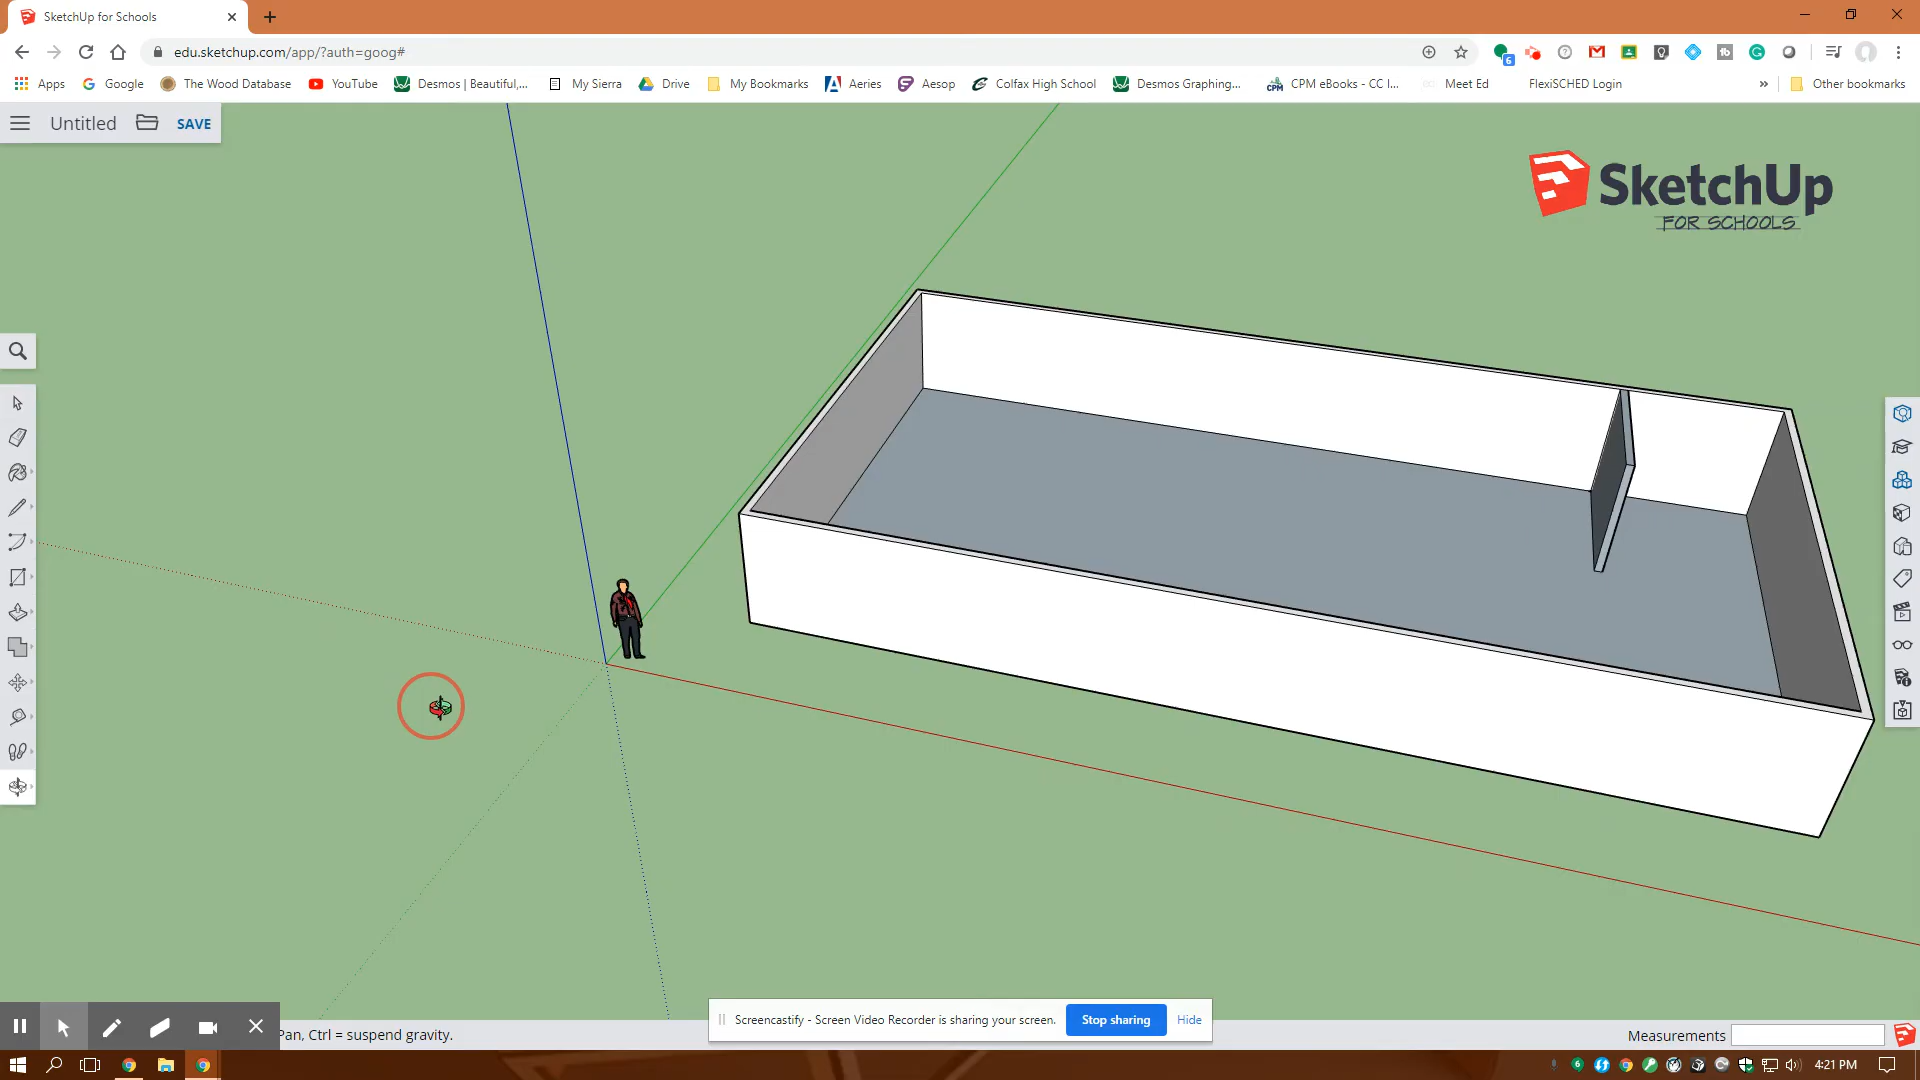 SketchUp for Schools
edu.sketchup.com/app/?auth=goog#
6
Apps Google The Wood Database YouTube Desmos | Beautiful,... My Sierra Drive My Bookmarks Aeries Aesop Colfax High School Desmos Graphing... CPM CPM eBooks - CC I... Meet Ed FlexiSCHED Login » Other bookmarks
Untitled SAVE
SketchUp
FOR SCHOOLS
Pan, Ctrl = suspend gravity.
Screencastify - Screen Video Recorder is sharing your screen. Stop sharing Hide
Measurements
4:21 PM